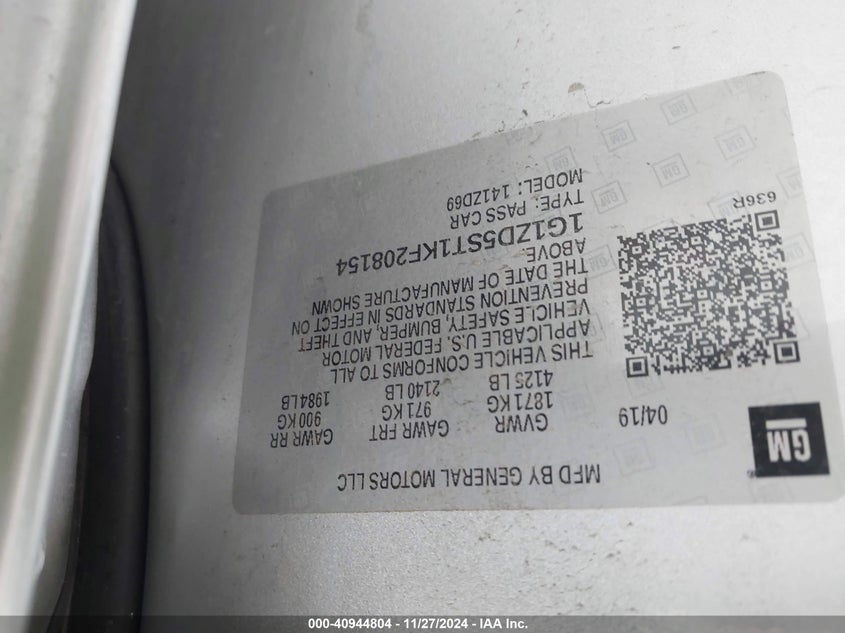 GM
MFD BY GENERAL MOTORS LLC
04/19
GVWR GAWR FRT GAWR RR
1871 KG 971 KG 900 KG
4125 LB 2140 LB 1984 LB
THIS VEHICLE CONFORMS TO ALL
APPLICABLE U.S. FEDERAL MOTOR
VEHICLE SAFETY, BUMPER, AND THEFT
PREVENTION STANDARDS IN EFFECT ON
THE DATE OF MANUFACTURE SHOWN
ABOVE.
1G1ZD5ST1KF208154
TYPE: PASS CAR
MODEL: 141ZD69
636R
000-40944804 - 11/27/2024 - IAA Inc.